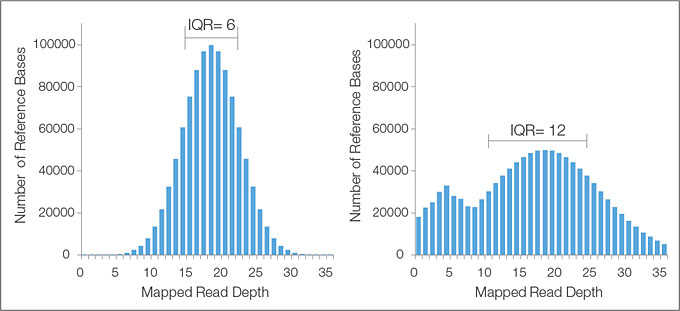 IQR= 6
100000
80000
60000
40000
20000
0
Number of Reference Bases
0 5 10 15 20 25 30 35
Mapped Read Depth
IQR= 12
100000
80000
60000
40000
20000
0
Number of Reference Bases
0 5 10 15 20 25 30 35
Mapped Read Depth